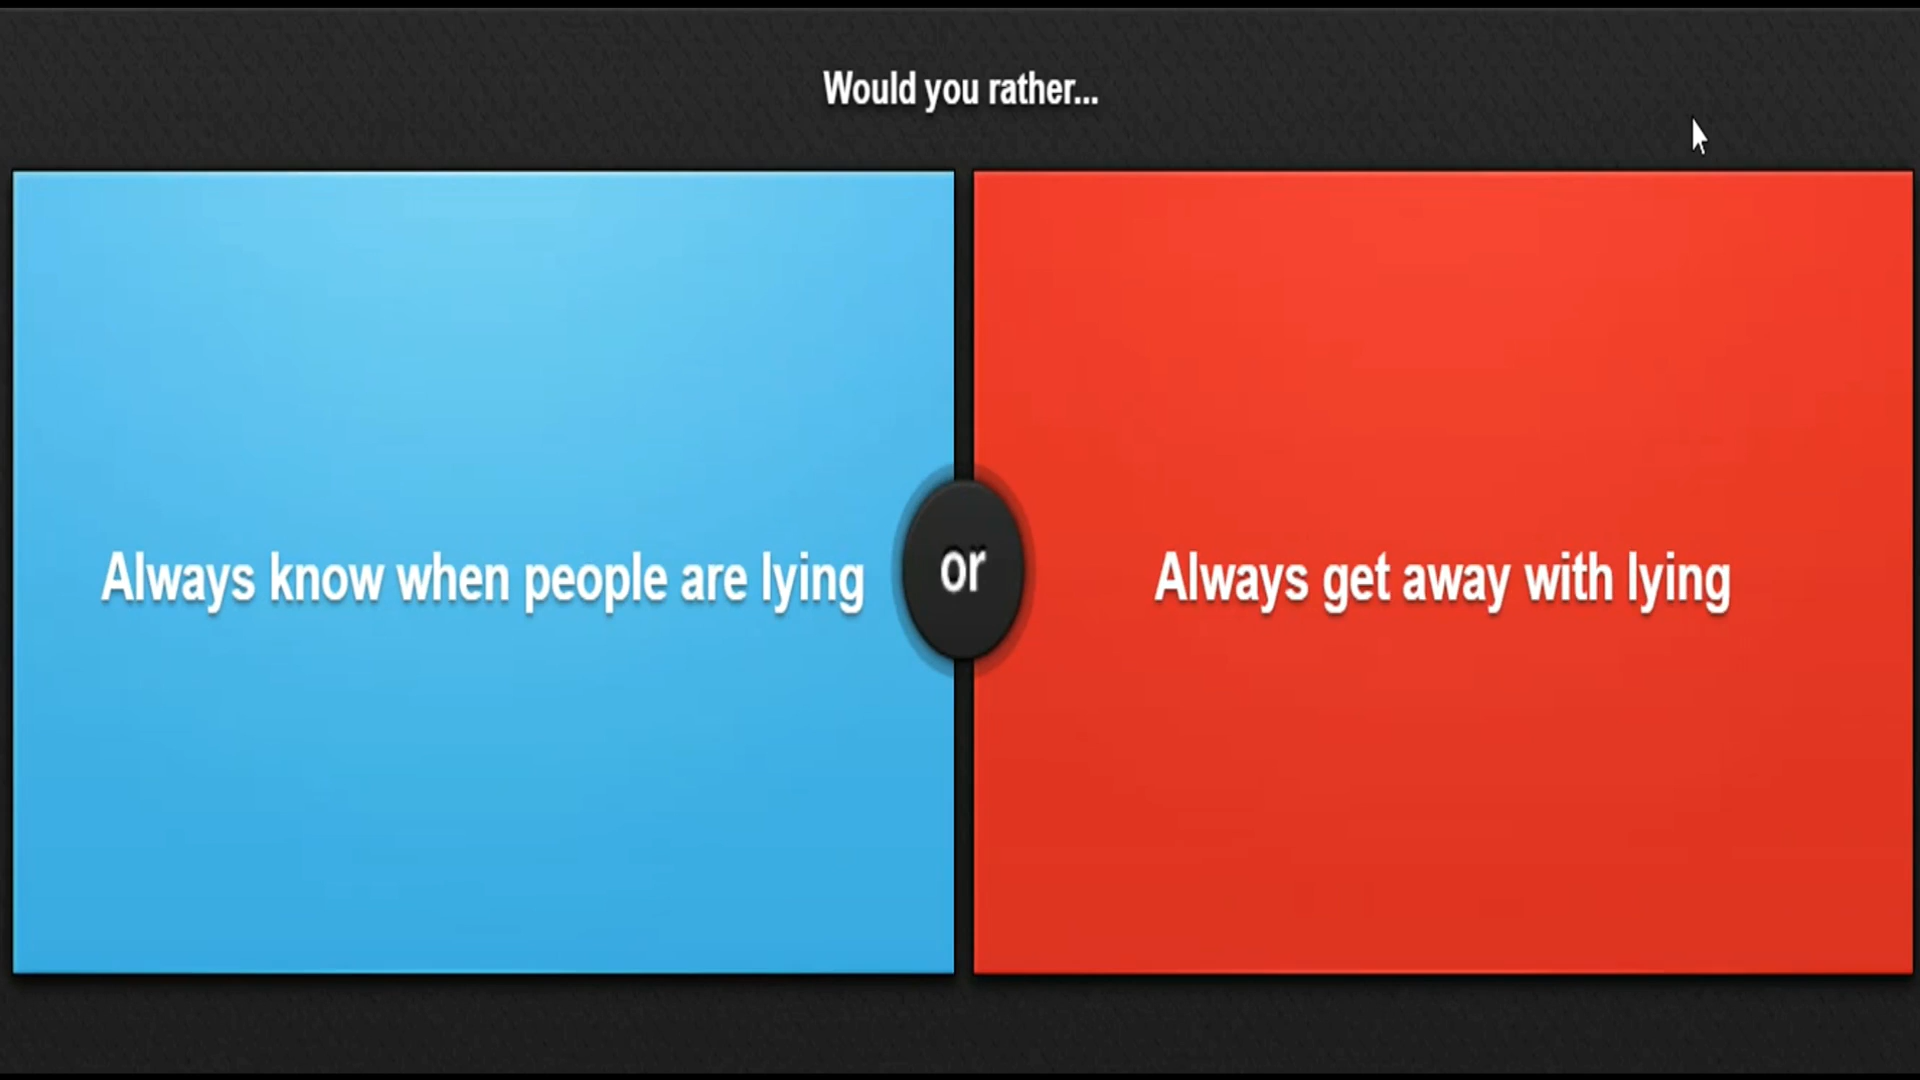 Would you rather...
Always know when people are lying
or
Always get away with lying